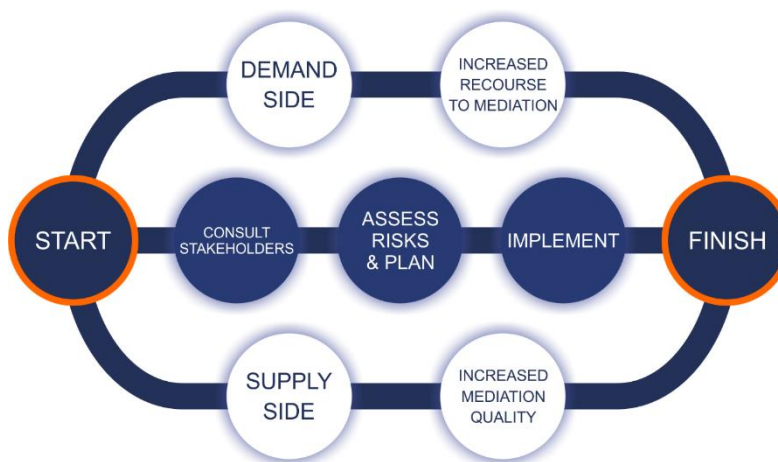 DEMAND
SIDE
INCREASED
RECOURSE
TO MEDIATION
START
CONSULT
STAKEHOLDERS
ASSESS
RISKS
& PLAN
IMPLEMENT
FINISH
SUPPLY
SIDE
INCREASED
MEDIATION
QUALITY